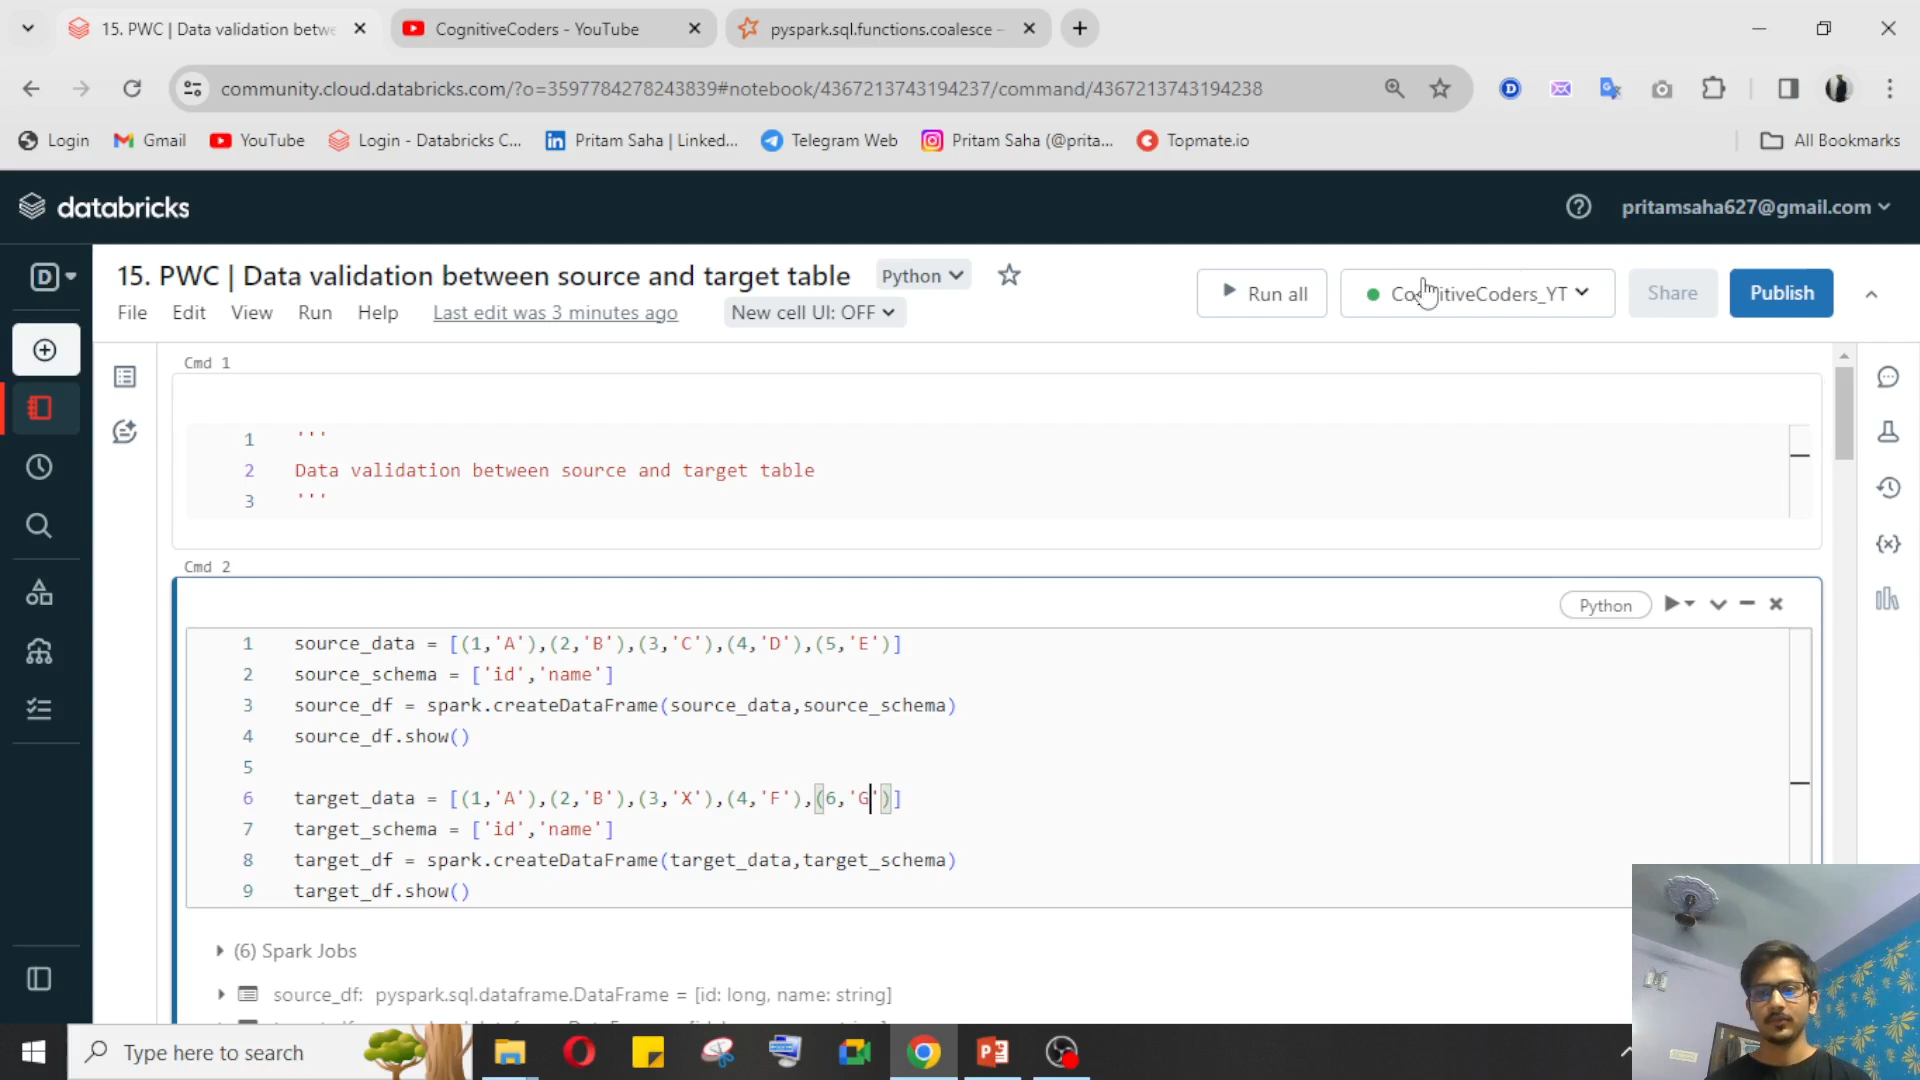 15. PWC | Data validation betwe
CognitiveCoders - YouTube
pyspark.sql.functions.coalesce –
community.cloud.databricks.com/?o=3597784278243839#notebook/4367213743194237/command/4367213743194238
Login
Gmail
YouTube
Login - Databricks C...
Pritam Saha | Linked...
Telegram Web
Pritam Saha (@prita...
Topmate.io
All Bookmarks
databricks
pritamsaha627@gmail.com
D
15. PWC | Data validation between source and target table
Python
Run all
CognitiveCoders_YT
Share
Publish
File Edit View Run Help
Last edit was 3 minutes ago
New cell UI: OFF
Cmd 1
1 '''
2 Data validation between source and target table
3 '''
Cmd 2
Python
1 source_data = [(1,'A'),(2,'B'),(3,'C'),(4,'D'),(5,'E')]
2 source_schema = ['id','name']
3 source_df = spark.createDataFrame(source_data,source_schema)
4 source_df.show()
5
6 target_data = [(1,'A'),(2,'B'),(3,'X'),(4,'F'),(6,'G')]
7 target_schema = ['id','name']
8 target_df = spark.createDataFrame(target_data,target_schema)
9 target_df.show()
(6) Spark Jobs
source_df: pyspark.sql.dataframe.DataFrame = [id: long, name: string]
Type here to search